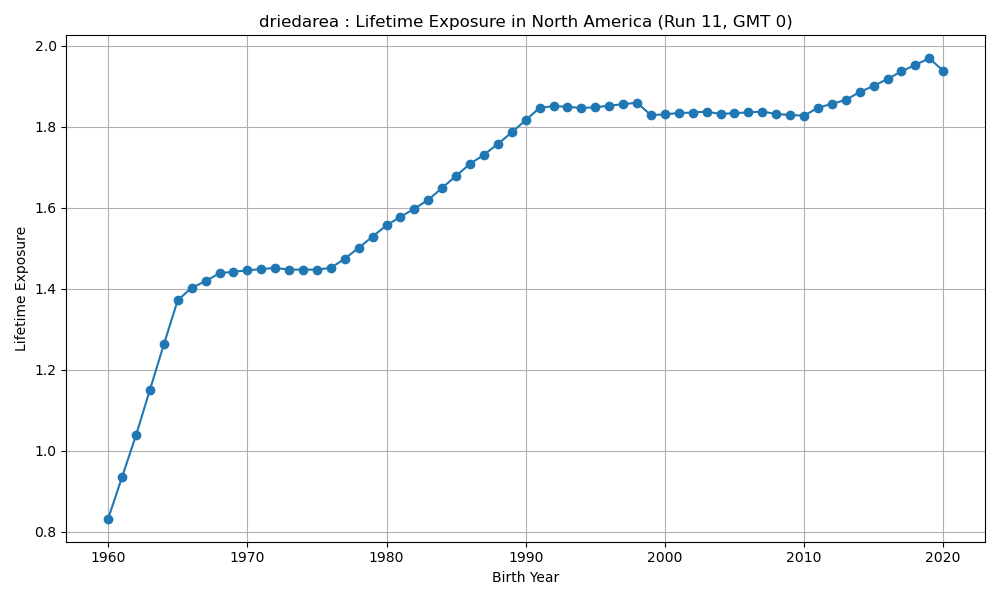 driedarea : Lifetime Exposure in North America (Run 11, GMT 0)
Lifetime Exposure
2.0
1.8
1.6
1.4
1.2
1.0
0.8
1960 1970 1980 1990 2000 2010 2020
Birth Year